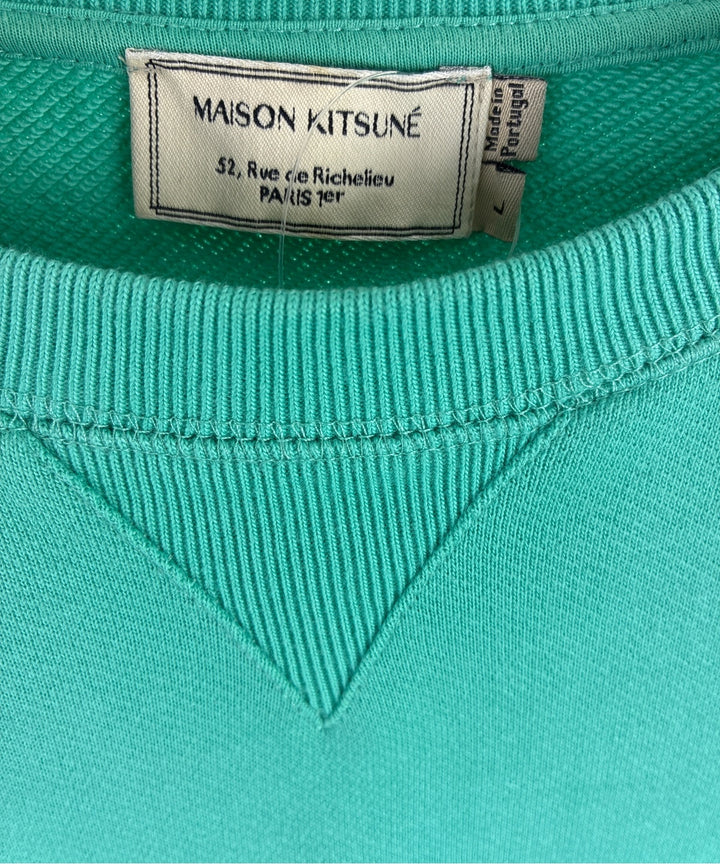 MAISON KITSUNÉ
52, Rue de Richelieu
PARIS 1er
Made in
Portugal
L